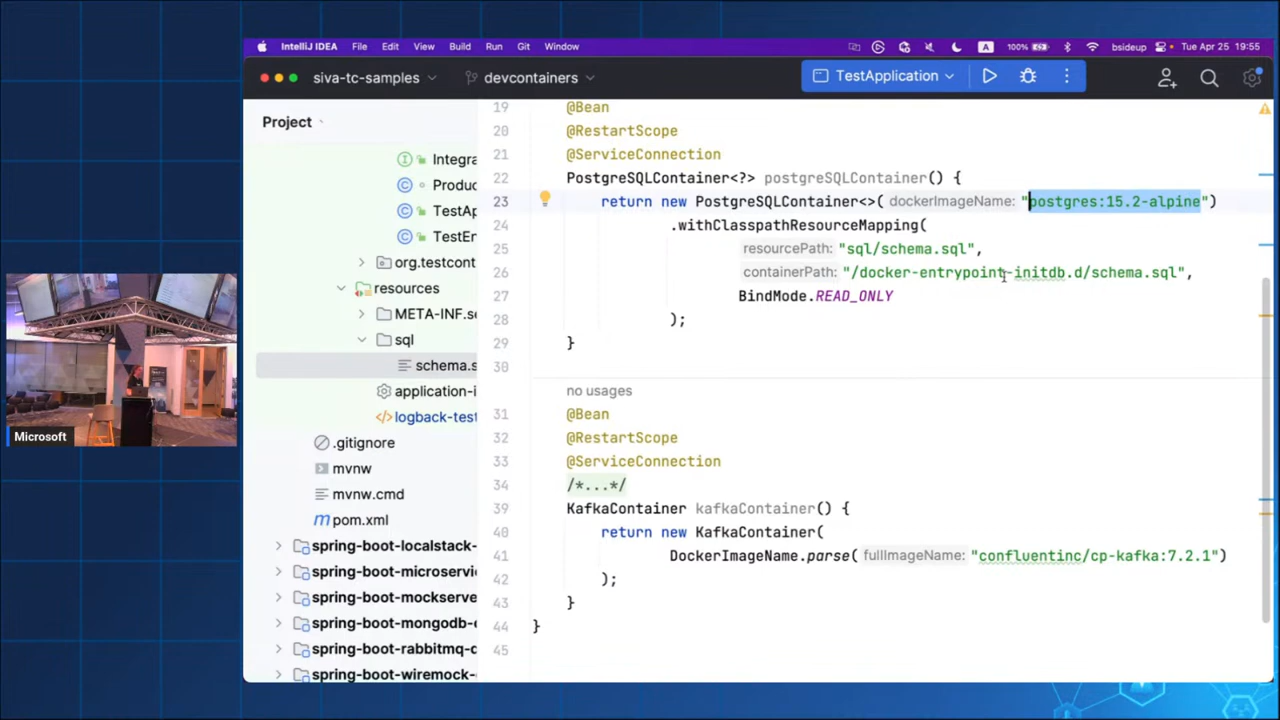 IntelliJ IDEA File Edit View Build Run Git Window A 100% bsideup Tue Apr 25 19:55
siva-tc-samples devcontainers TestApplication
Project
Integra
Produc
TestAp
TestEn
org.testcont
resources
META-INF.se
sql
schema.s
application-i
logback-test
.gitignore
mvnw
mvnw.cmd
pom.xml
spring-boot-localstack-
spring-boot-microservic
spring-boot-mockserve
spring-boot-mongodb-e
spring-boot-rabbitmq-d
spring-boot-wiremock-
19 @Bean
20 @RestartScope
21 @ServiceConnection
22 PostgreSQLContainer<?> postgreSQLContainer() {
23 return new PostgreSQLContainer<>( dockerImageName: "postgres:15.2-alpine")
24 .withClasspathResourceMapping(
25 resourcePath: "sql/schema.sql",
26 containerPath: "/docker-entrypoint-initdb.d/schema.sql",
27 BindMode.READ_ONLY
28 );
29 }
30
no usages
31 @Bean
32 @RestartScope
33 @ServiceConnection
34 /*...*/
39 KafkaContainer kafkaContainer() {
40 return new KafkaContainer(
41 DockerImageName.parse( fullImageName: "confluentinc/cp-kafka:7.2.1")
42 );
43 }
44 }
45
Microsoft